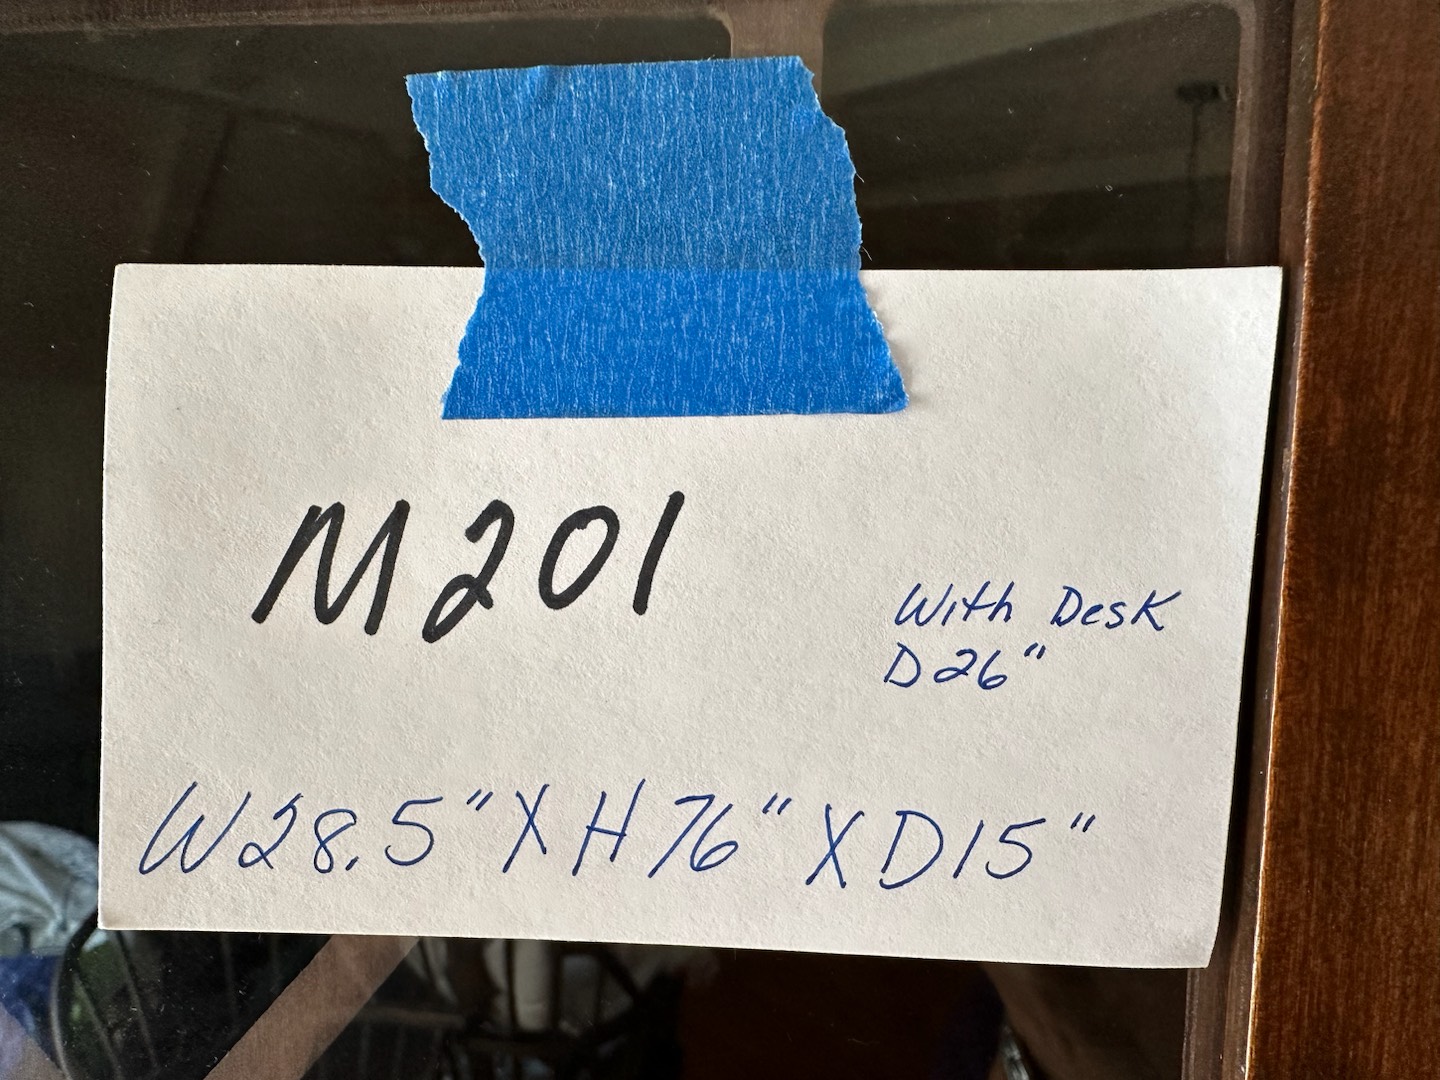 M201
With Desk
D26"
W28.5" X H76" X D15"